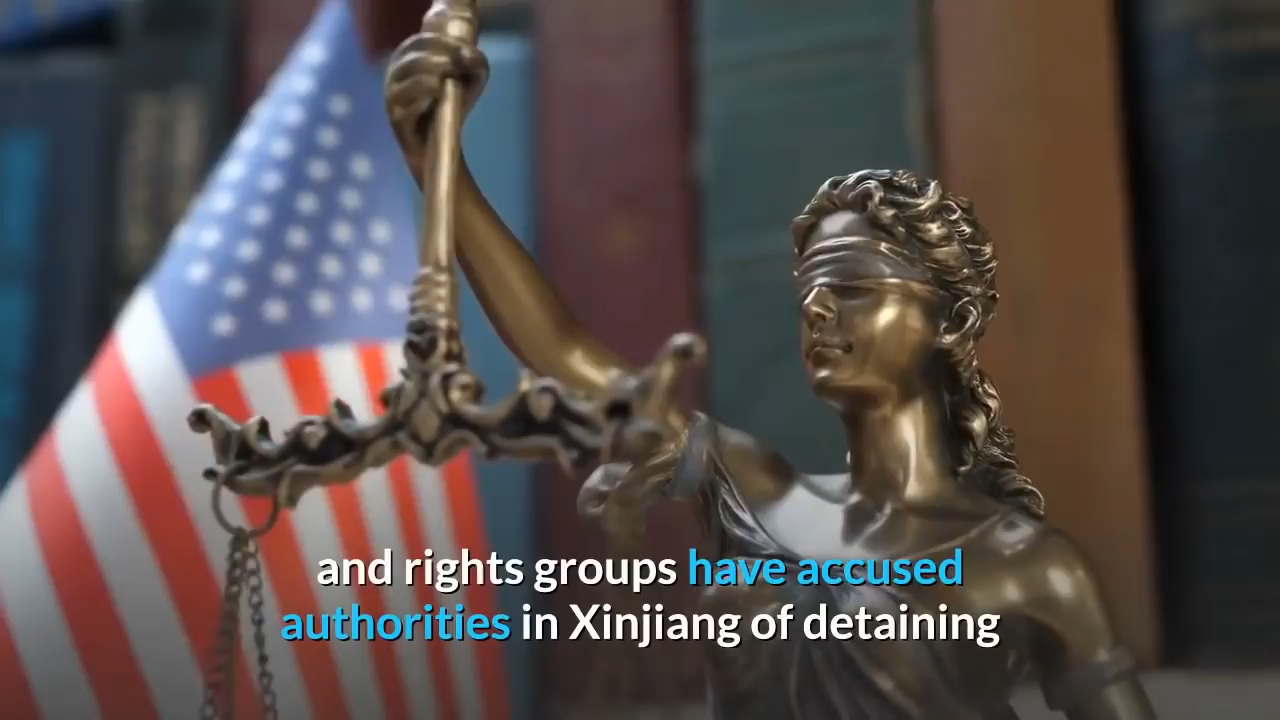 and rights groups have accused
authorities in Xinjiang of detaining